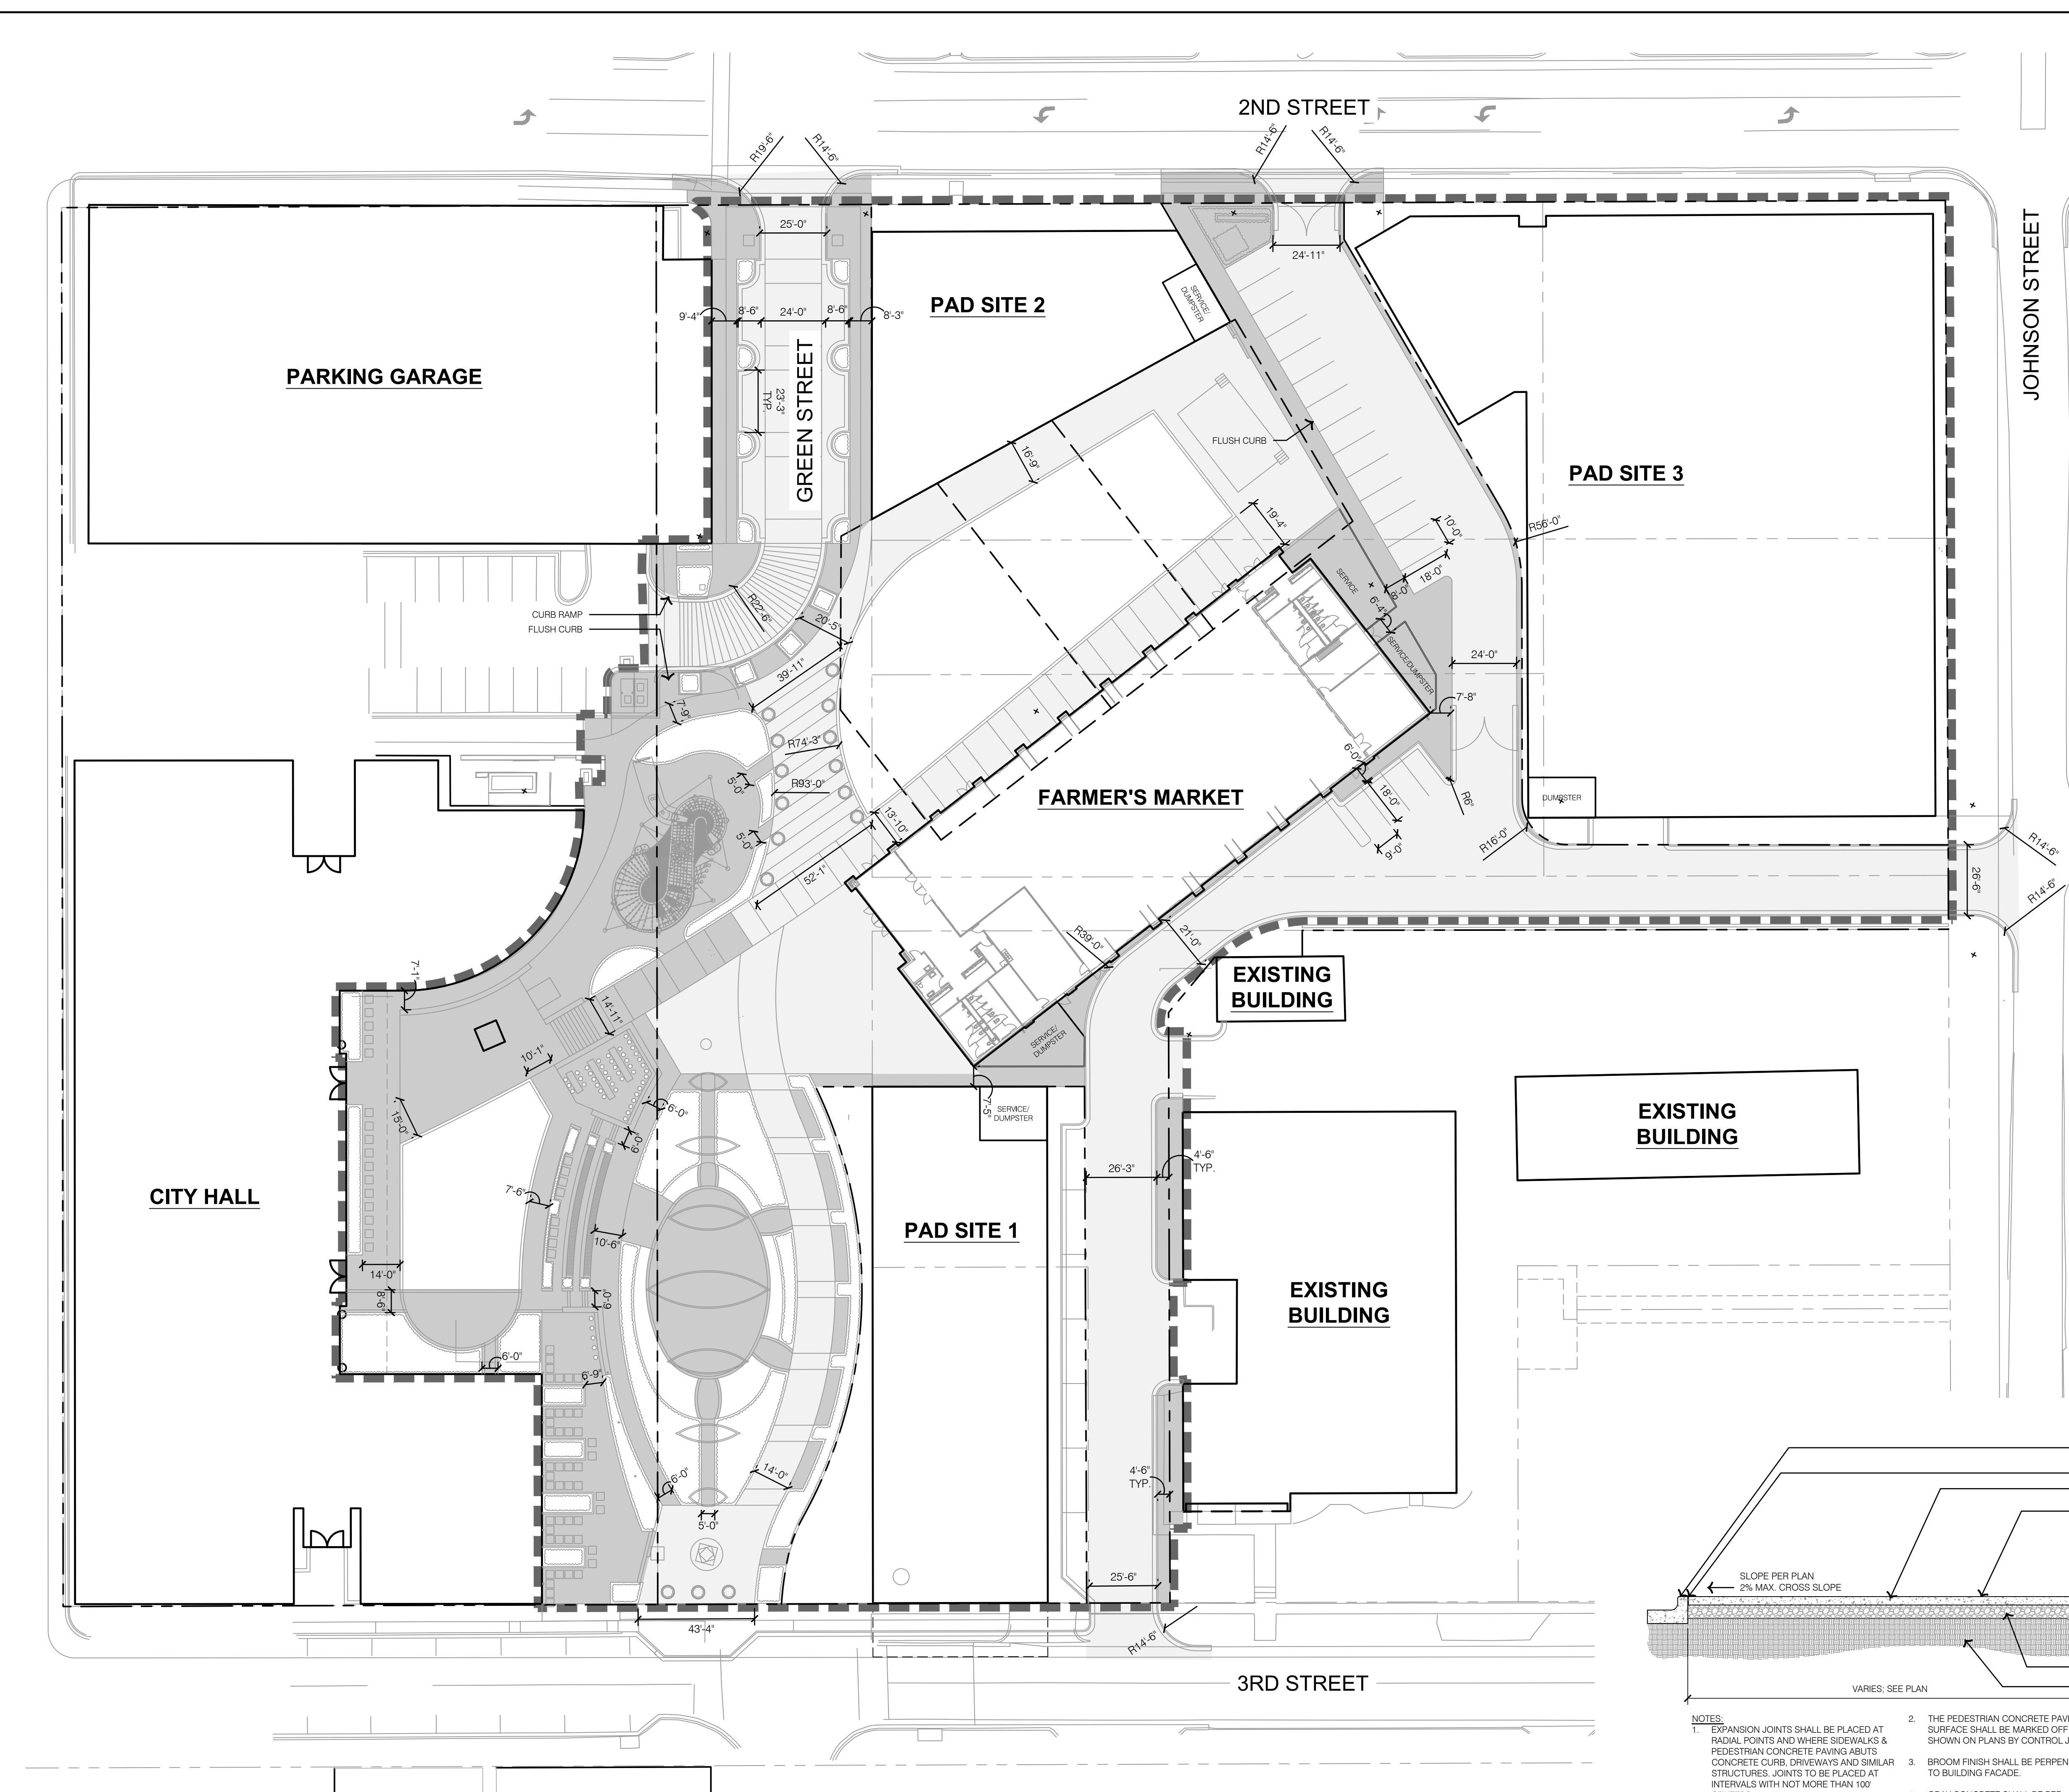 2ND STREET
R19'-6"
R14'-6"
R14'-6"
R14'-6"
JOHNSON STREET
25'-0"
24'-11"
PAD SITE 2
SERVICE/
DUMPSTER
9'-4"
8'-6"
24'-0"
8'-6"
8'-3"
PARKING GARAGE
23'-3"
TYP.
GREEN STREET
FLUSH CURB
16'-9"
PAD SITE 3
19'-4"
10'-0"
R56'-0"
SERVICE
18'-0"
9'-0"
6'-4"
CURB RAMP
FLUSH CURB
R22'-6"
20'-5"
39'-11"
SERVICE/DUMPSTER
24'-0"
7'-8"
7'-9"
R74'-3"
R93'-0"
5'-0"
5'-0"
6'-0"
18'-0"
R6"
9'-0"
FARMER'S MARKET
DUMPSTER
13'-10"
R16'-0"
R14'-6"
R14'-6"
26'-6"
52'-1"
R39'-0"
21'-0"
7'-1"
14'-11"
EXISTING
BUILDING
SERVICE/
DUMPSTER
10'-1"
15'-0"
6'-0"
6'-0"
7'-5"
SERVICE/
DUMPSTER
EXISTING
BUILDING
4'-6"
TYP.
26'-3"
CITY HALL
7'-6"
10'-6"
PAD SITE 1
14'-0"
8'-6"
6'-0"
EXISTING
BUILDING
6'-0"
6'-9"
6'-0"
14'-0"
4'-6"
TYP.
5'-0"
25'-6"
43'-4"
R14'-6"
3RD STREET
SLOPE PER PLAN
2% MAX. CROSS SLOPE
VARIES; SEE PLAN
NOTES:
1. EXPANSION JOINTS SHALL BE PLACED AT
RADIAL POINTS AND WHERE SIDEWALKS &
PEDESTRIAN CONCRETE PAVING ABUTS
CONCRETE CURB, DRIVEWAYS AND SIMILAR
STRUCTURES. JOINTS TO BE PLACED AT
INTERVALS WITH NOT MORE THAN 100'
2. THE PEDESTRIAN CONCRETE PAVI
SURFACE SHALL BE MARKED OFF
SHOWN ON PLANS BY CONTROL J
3. BROOM FINISH SHALL BE PERPEN
TO BUILDING FACADE.